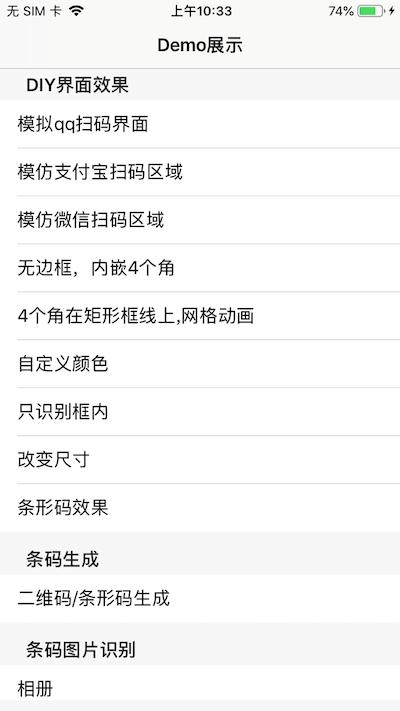 无 SIM 卡 上午10:33 74%
Demo展示
DIY界面效果
模拟qq扫码界面
模仿支付宝扫码区域
模仿微信扫码区域
无边框，内嵌4个角
4个角在矩形框线上,网格动画
自定义颜色
只识别框内
改变尺寸
条形码效果
条码生成
二维码/条形码生成
条码图片识别
相册